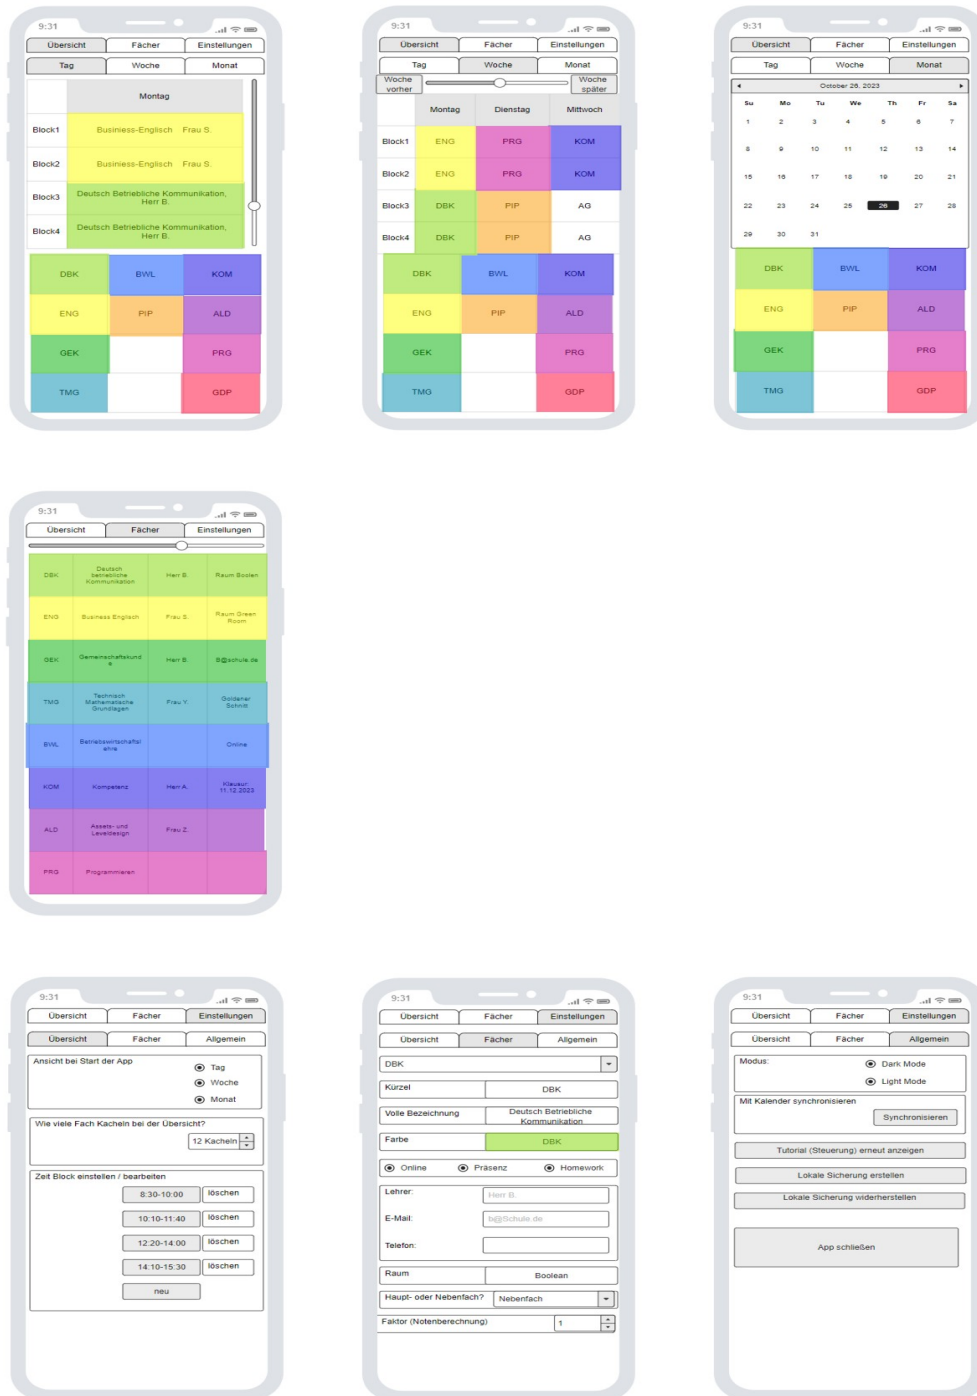 9:31
Übersicht Fächer Einstellungen
Tag Woche Monat
Montag
Block1 Businiess-Englisch Frau S.
Block2 Businiess-Englisch Frau S.
Block3 Deutsch Betriebliche Kommunikation,
Herr B.
Block4 Deutsch Betriebliche Kommunikation,
Herr B.
DBK BWL KOM
ENG PIP ALD
GEK PRG
TMG GDP
9:31
Übersicht Fächer Einstellungen
Tag Woche Monat
Woche
vorher
Woche
später
Montag Dienstag Mittwoch
Block1 ENG PRG KOM
Block2 ENG PRG KOM
Block3 DBK PIP AG
Block4 DBK PIP AG
DBK BWL KOM
ENG PIP ALD
GEK PRG
TMG GDP
9:31
Übersicht Fächer Einstellungen
Tag Woche Monat
October 26, 2023
Su Mo Tu We Th Fr Sa
1 2 3 4 5 6 7
8 9 10 11 12 13 14
15 16 17 18 19 20 21
22 23 24 25 26 27 28
29 30 31
DBK BWL KOM
ENG PIP ALD
GEK PRG
TMG GDP
9:31
Übersicht Fächer Einstellungen
DBK Deutsch
betriebliche
Kommunikation
Herr B. Raum Boolen
ENG Business Englisch Frau S. Raum Green
Room
GEK Gemeinschaftskund
e
Herr B. B@schule.de
TMG Technisch
Mathematische
Grundlagen
Frau Y. Goldener
Schnitt
BWL Betriebswirtschaftsl
ehre
Online
KOM Kompetenz Herr A. Klausur:
11.12.2023
ALD Assets- und
Leveldesign
Frau Z.
PRG Programmieren
9:31
Übersicht Fächer Einstellungen
Übersicht Fächer Allgemein
Ansicht bei Start der App
Tag
Woche
Monat
Wie viele Fach Kacheln bei der Übersicht?
12 Kacheln
Zeit Block einstellen / bearbeiten
8:30-10:00 löschen
10:10-11:40 löschen
12:20-14:00 löschen
14:10-15:30 löschen
neu
9:31
Übersicht Fächer Einstellungen
Übersicht Fächer Allgemein
DBK
Kürzel DBK
Volle Bezeichnung Deutsch Betriebliche
Kommunikation
Farbe DBK
Online Präsenz Homework
Lehrer: Herr B.
E-Mail: b@Schule.de
Telefon:
Raum Boolean
Haupt- oder Nebenfach? Nebenfach
Faktor (Notenberechnung) 1
9:31
Übersicht Fächer Einstellungen
Übersicht Fächer Allgemein
Modus: Dark Mode
Light Mode
Mit Kalender synchronisieren
Synchronisieren
Tutorial (Steuerung) erneut anzeigen
Lokale Sicherung erstellen
Lokale Sicherung widerherstellen
App schließen